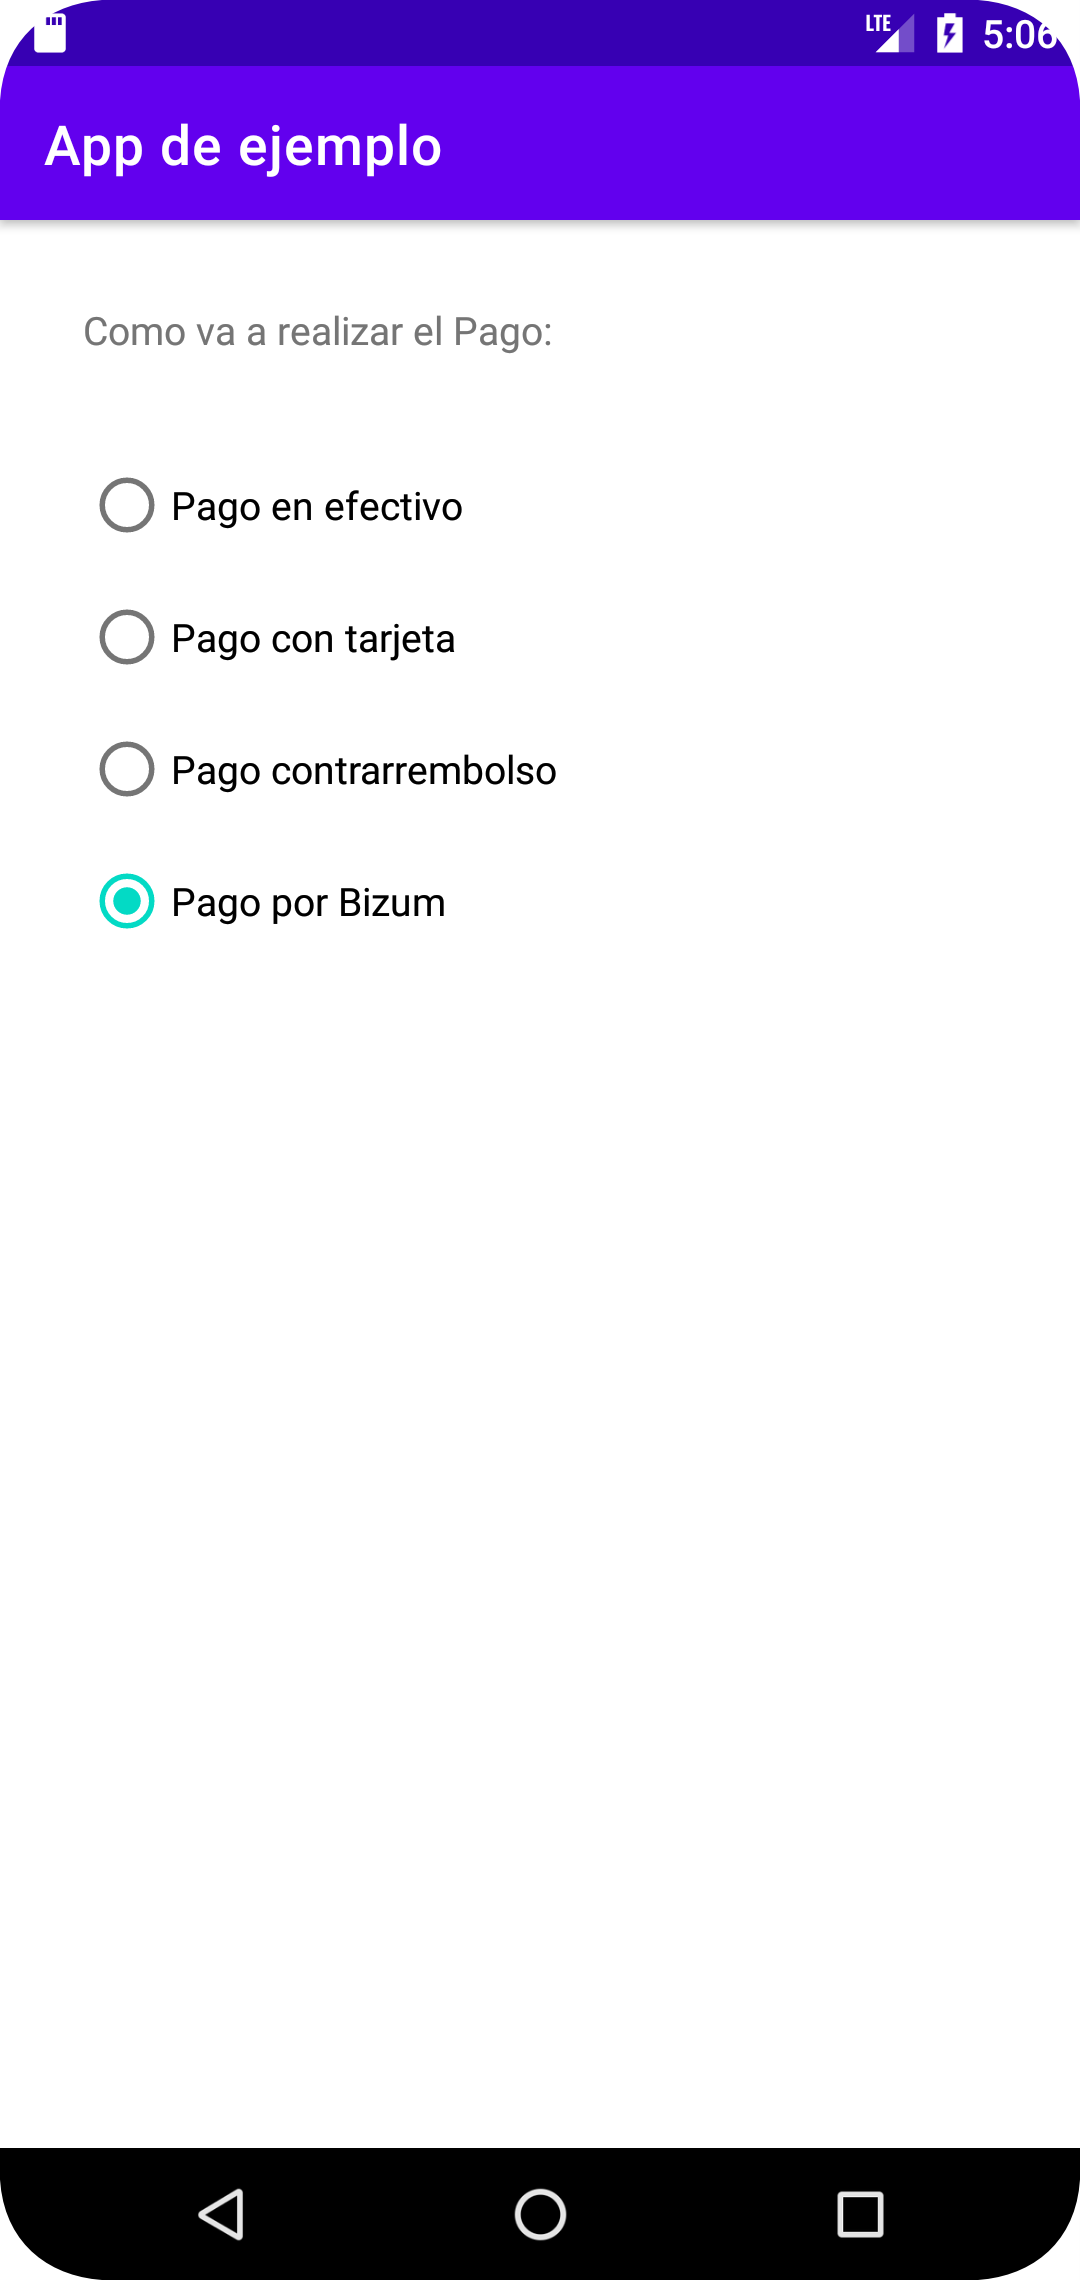 LTE 5:06
App de ejemplo
Como va a realizar el Pago:
Pago en efectivo
Pago con tarjeta
Pago contrarrembolso
Pago por Bizum